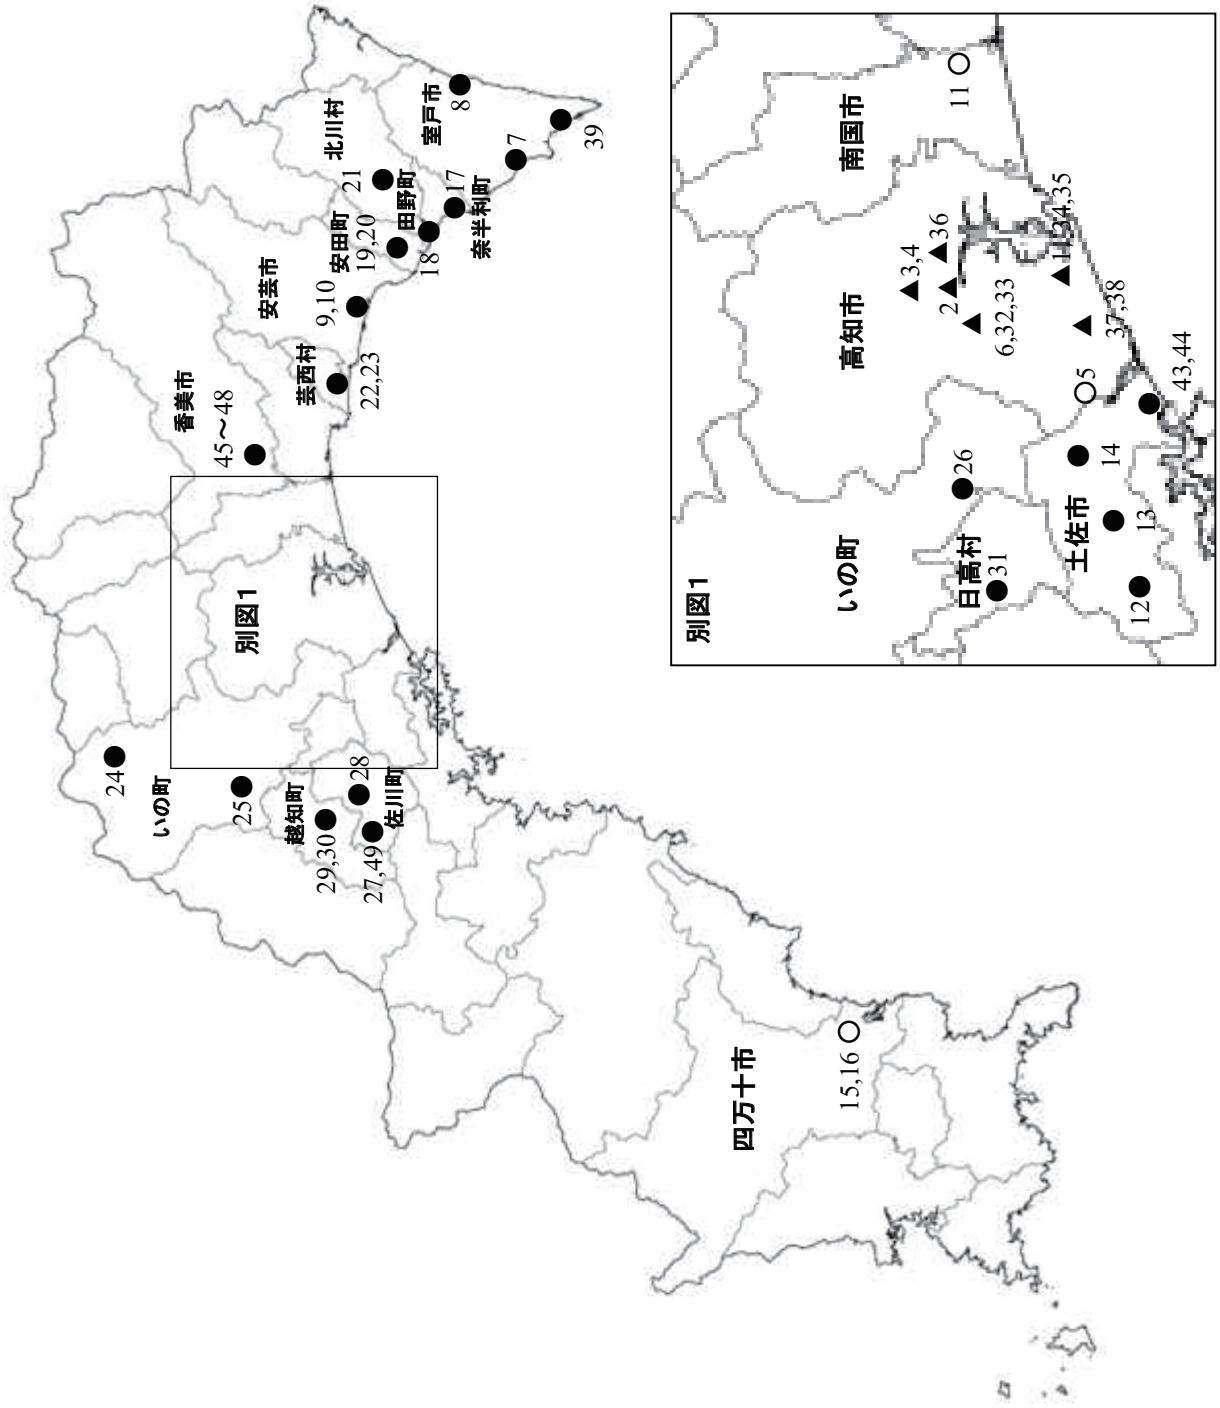 24
いの町
25
越知町
29,30
27,49
28
佐川町
別図1
香美市
45～48
安芸市
9,10
芸西村
22,23
安田町
19,20
18
北川村
21
田野町
17
奈半利町
室戸市
8
7
39
四万十市
15,16
別図1
いの町
26
日高村
31
土佐市
12
13
14
5
43,44
高知市
3,4
2
36
6,32,33
1,34,35
37,38
南国市
11